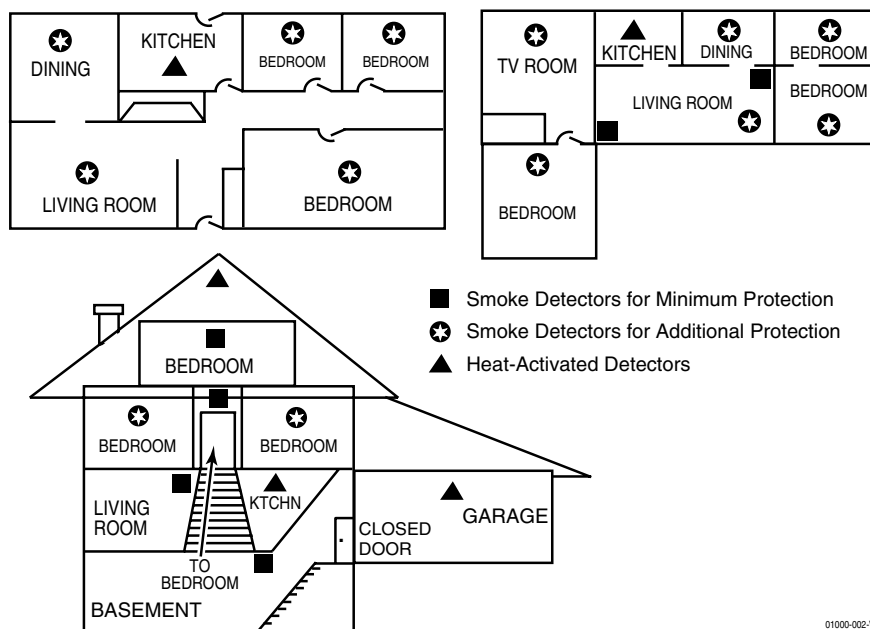 KITCHEN
DINING
BEDROOM
BEDROOM
LIVING ROOM
BEDROOM
TV ROOM
KITCHEN
DINING
BEDROOM
LIVING ROOM
BEDROOM
BEDROOM
Smoke Detectors for Minimum Protection
Smoke Detectors for Additional Protection
Heat-Activated Detectors
BEDROOM
BEDROOM
BEDROOM
LIVING
ROOM
KTCHN
GARAGE
CLOSED
DOOR
TO
BEDROOM
BASEMENT